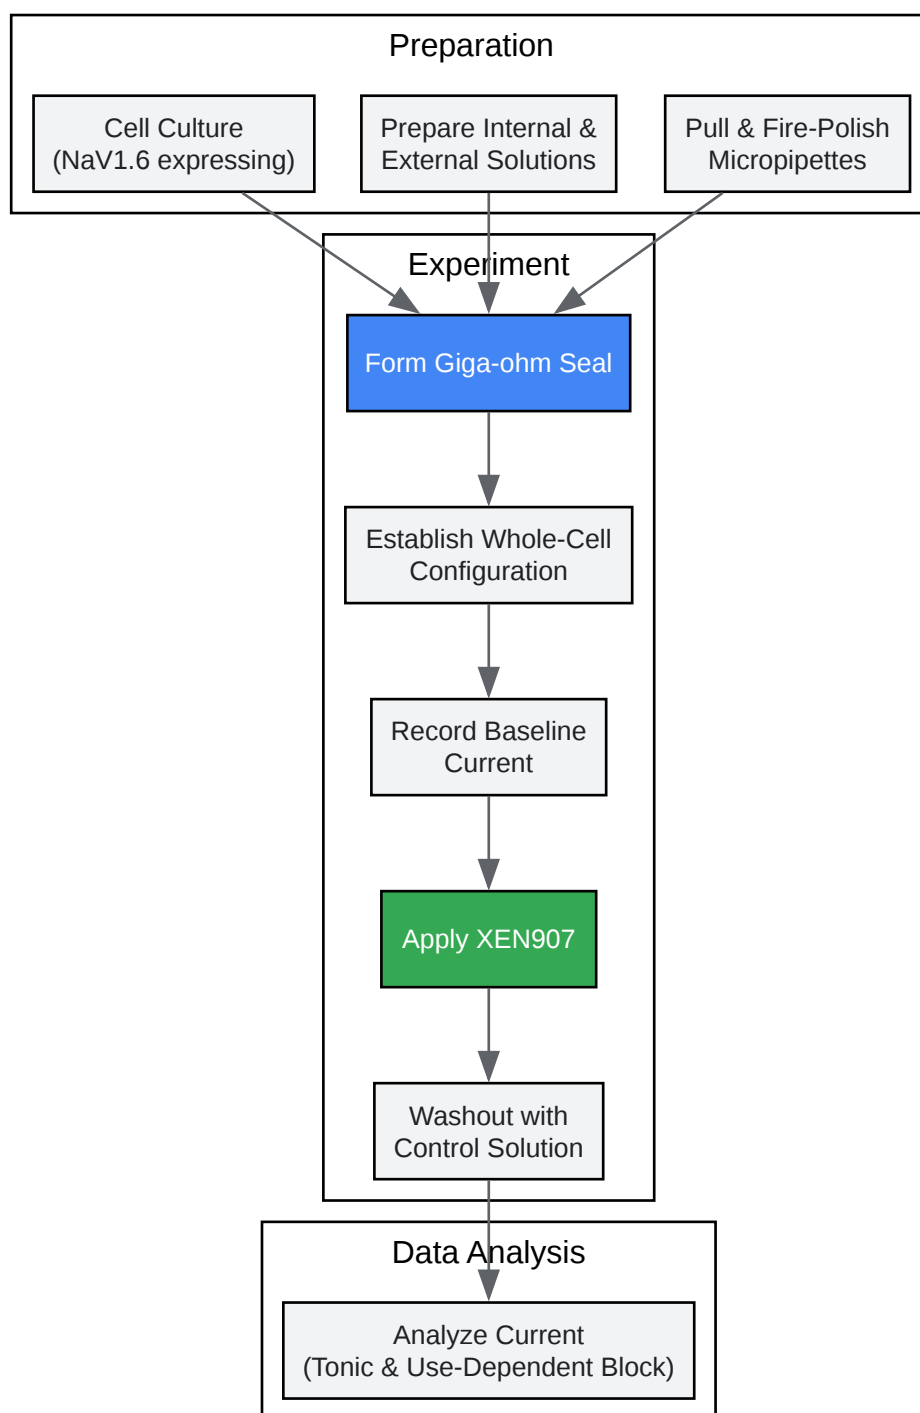 Preparation
Cell Culture
(NaV1.6 expressing)
Prepare Internal &
External Solutions
Pull & Fire-Polish
Micropipettes
Experiment
Form Giga-ohm Seal
Establish Whole-Cell
Configuration
Record Baseline
Current
Apply XEN907
Washout with
Control Solution
Data Analysis
Analyze Current
(Tonic & Use-Dependent Block)